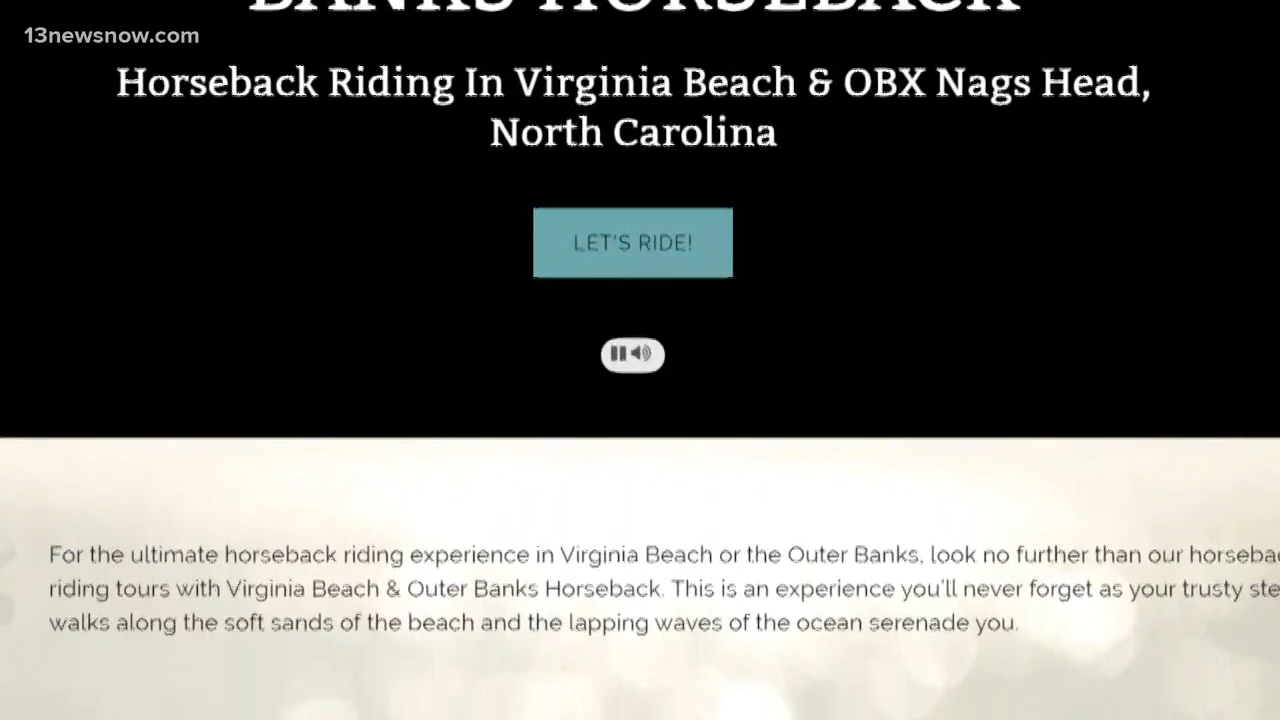 BANKS HORSEBACK
13newsnow.com
Horseback Riding In Virginia Beach & OBX Nags Head,
North Carolina
LET'S RIDE!
For the ultimate horseback riding experience in Virginia Beach or the Outer Banks, look no further than our
riding tours with Virginia Beach & Outer Banks Horseback. This is an experience you'll never forget as your trusty
walks along the soft sands of the beach and the lapping waves of the ocean serenade you.